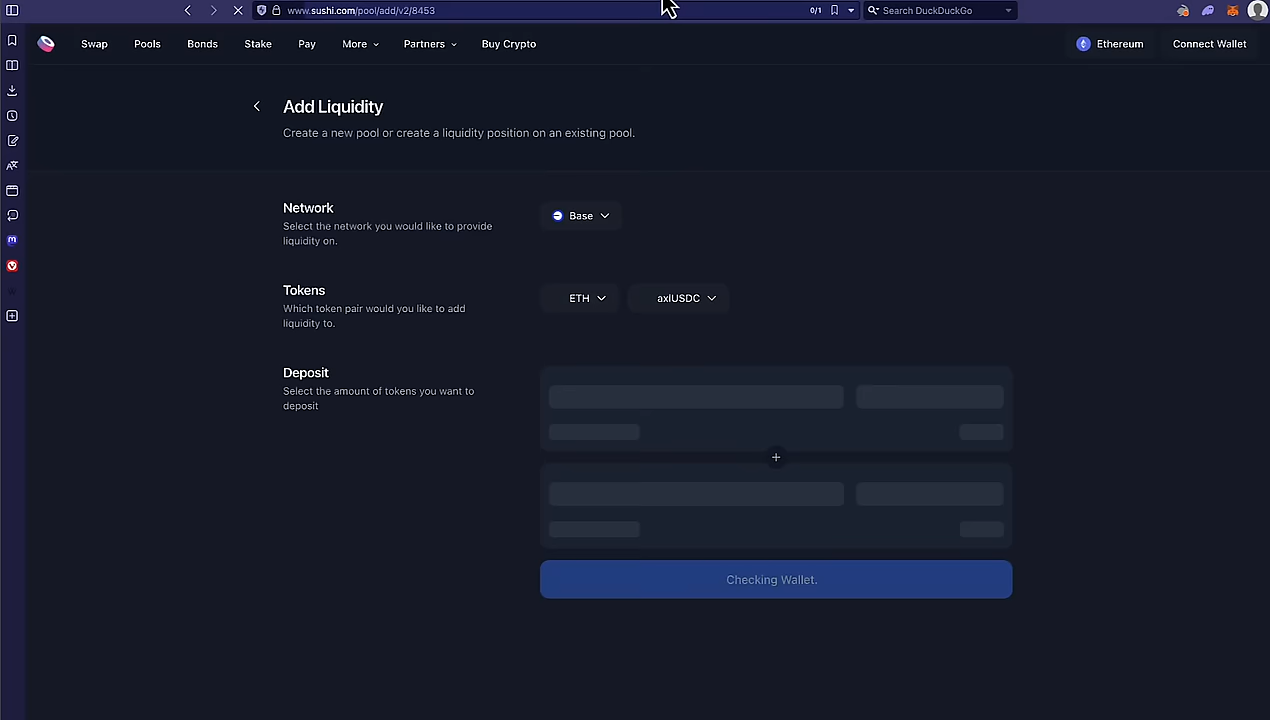 www.sushi.com/pool/add/v2/8453
0/1
Search DuckDuckGo
Swap
Pools
Bonds
Stake
Pay
More
Partners
Buy Crypto
Ethereum
Connect Wallet
Add Liquidity
Create a new pool or create a liquidity position on an existing pool.
Network
Select the network you would like to provide
liquidity on.
Base
Tokens
Which token pair would you like to add
liquidity to.
ETH
axlUSDC
Deposit
Select the amount of tokens you want to
deposit
+
Checking Wallet.